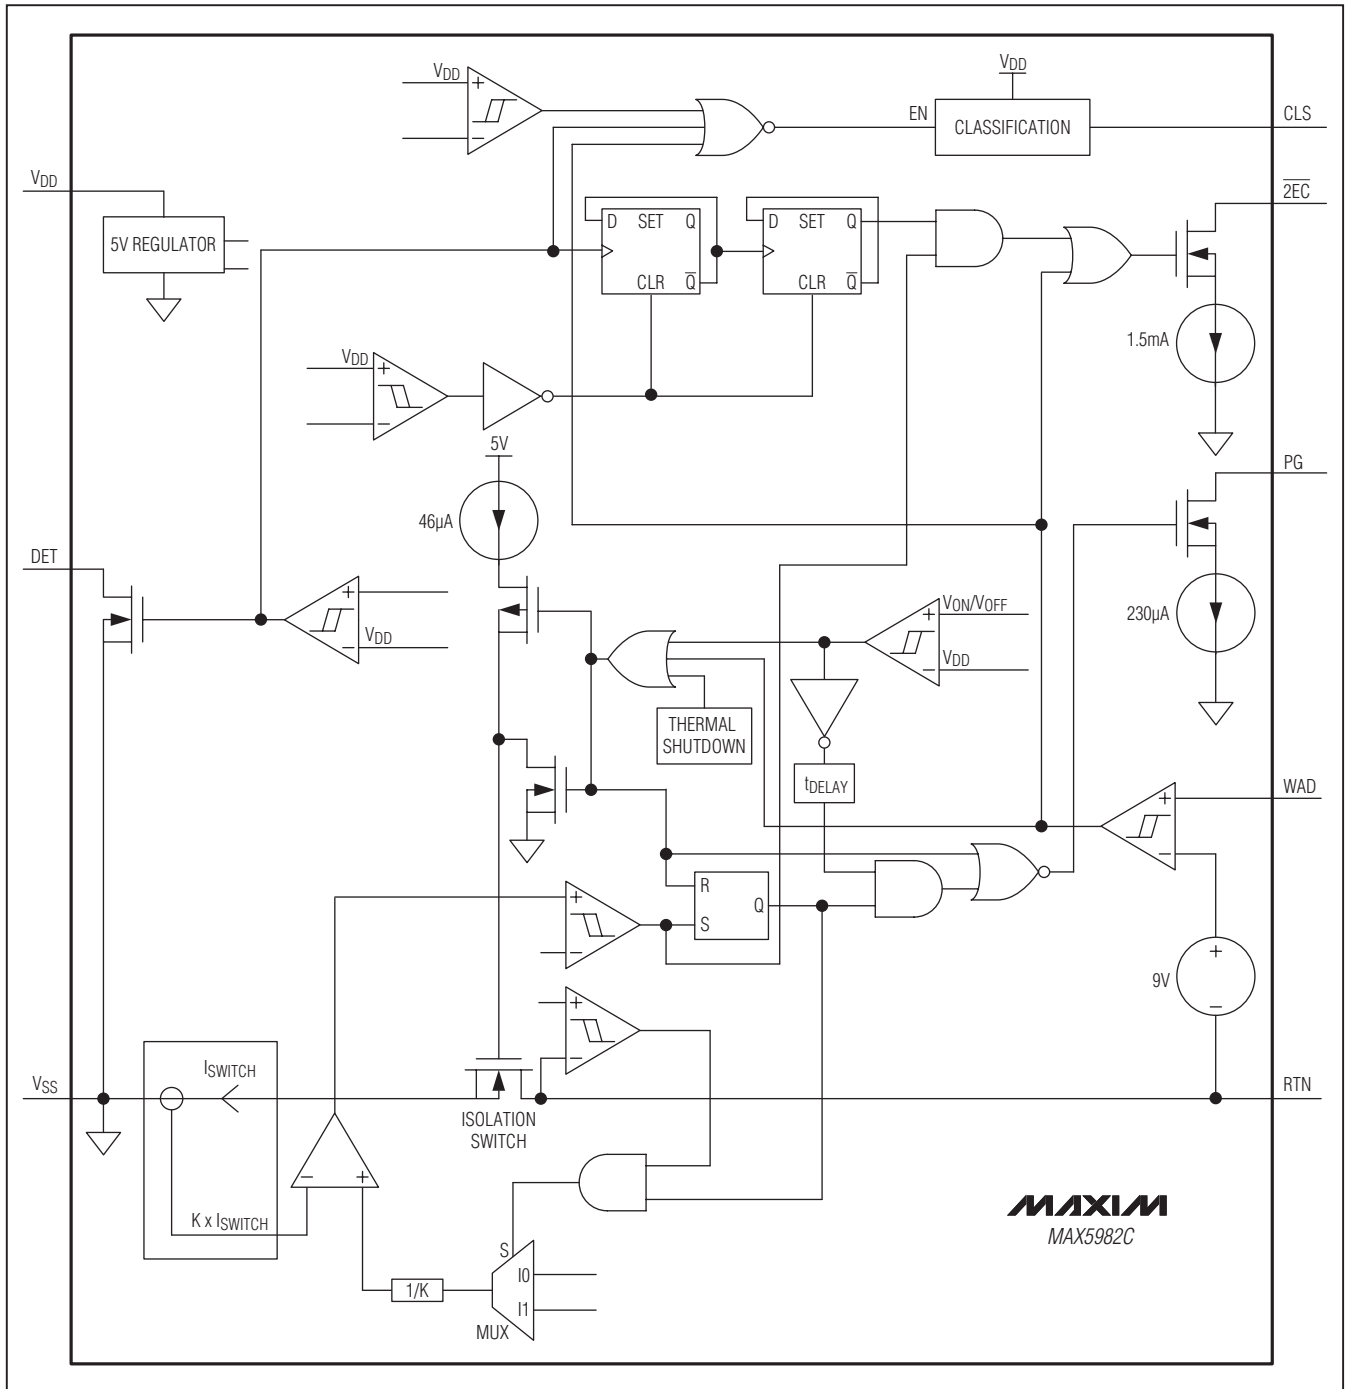 VDD
+
−
VDD
EN
CLASSIFICATION
CLS
VDD
5V REGULATOR
D SET Q
CLR Q̅
D SET Q
CLR Q̅
2̅E̅C̅
1.5mA
VDD
+
−
5V
46µA
PG
230µA
DET
+
VDD
−
VON/VOFF
+
−
VDD
THERMAL
SHUTDOWN
tDELAY
WAD
+
−
R
S
Q
+
−
+
−
9V
+
−
VSS
ISWITCH
ISOLATION
SWITCH
RTN
−
+
K x ISWITCH
1/K
S
I0
I1
MUX
MAXIM
MAX5982C